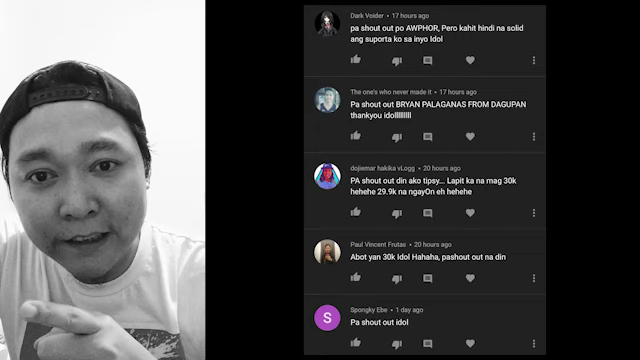 Dark Voider • 17 hours ago
pa shout out po AWPHOR, Pero kahit hindi na solid
ang suporta ko sa inyo Idol
The one's who never made it • 17 hours ago
Pa shout out BRYAN PALAGANAS FROM DAGUPAN
thankyou idolllllllll
dojiemar hakika vLogg • 20 hours ago
PA shout out din ako tipsy... Lapit ka na mag 30k
hehehe 29.9k na ngayOn eh hehehe
Paul Vincent Frutas • 20 hours ago
Abot yan 30k Idol Hahaha, pashout out na din
S
Spongky Ebe • 1 day ago
Pa shout out idol